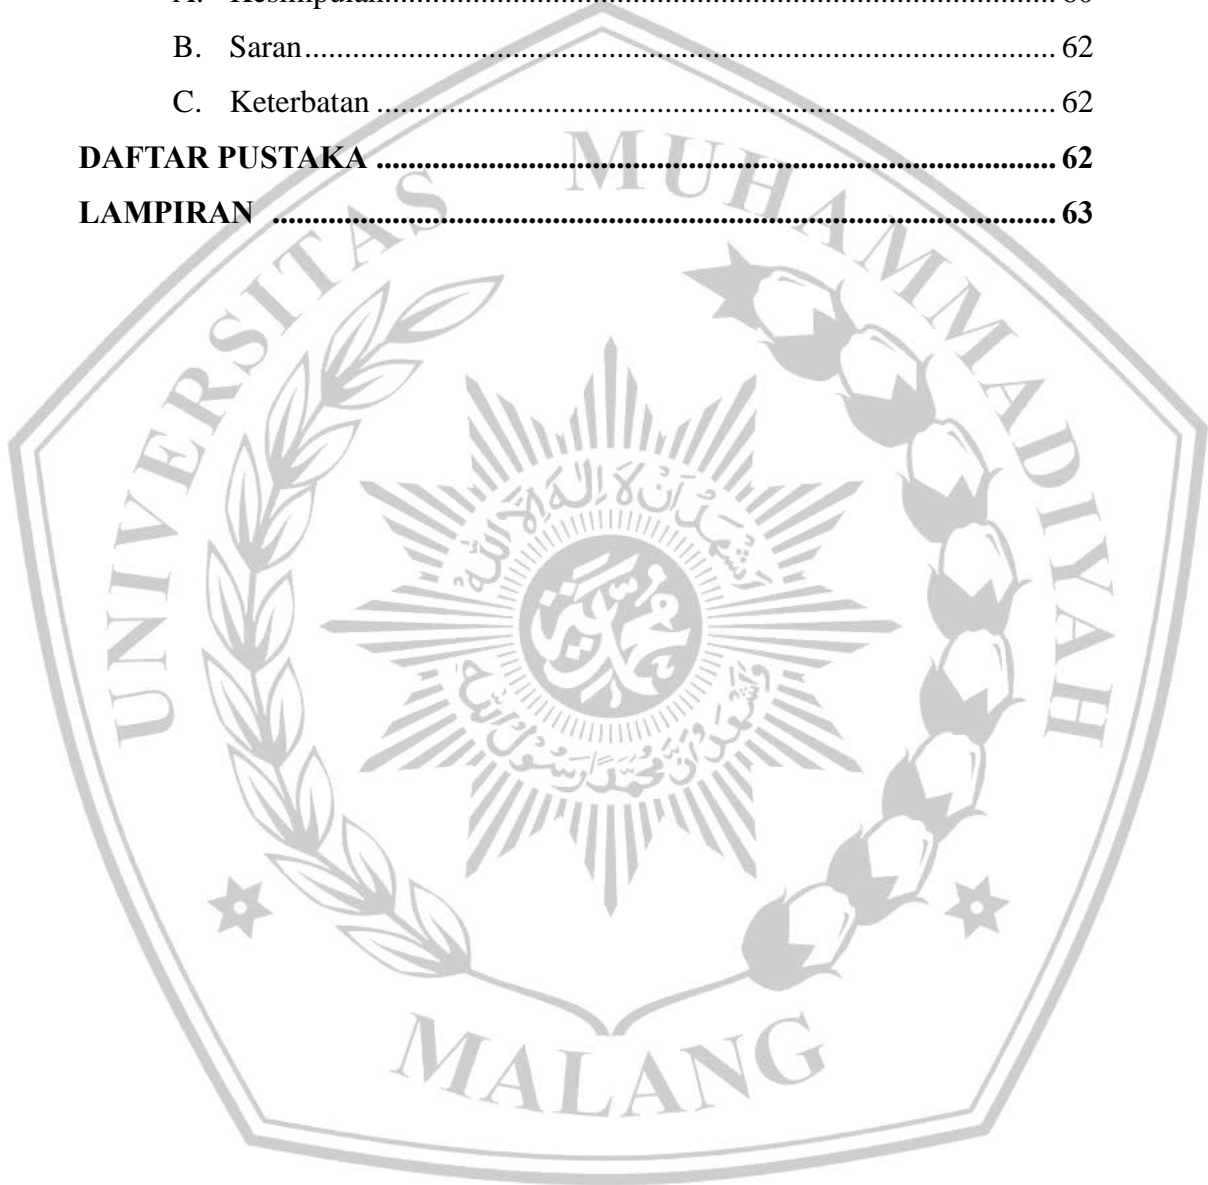 B. Saran .............................................................................................. 62
C. Keterbatan ..................................................................................... 62
DAFTAR PUSTAKA ..................................................................................... 62
LAMPIRAN .................................................................................................. 63
UNIVERSITAS MUHAMMADIYAH
MALANG